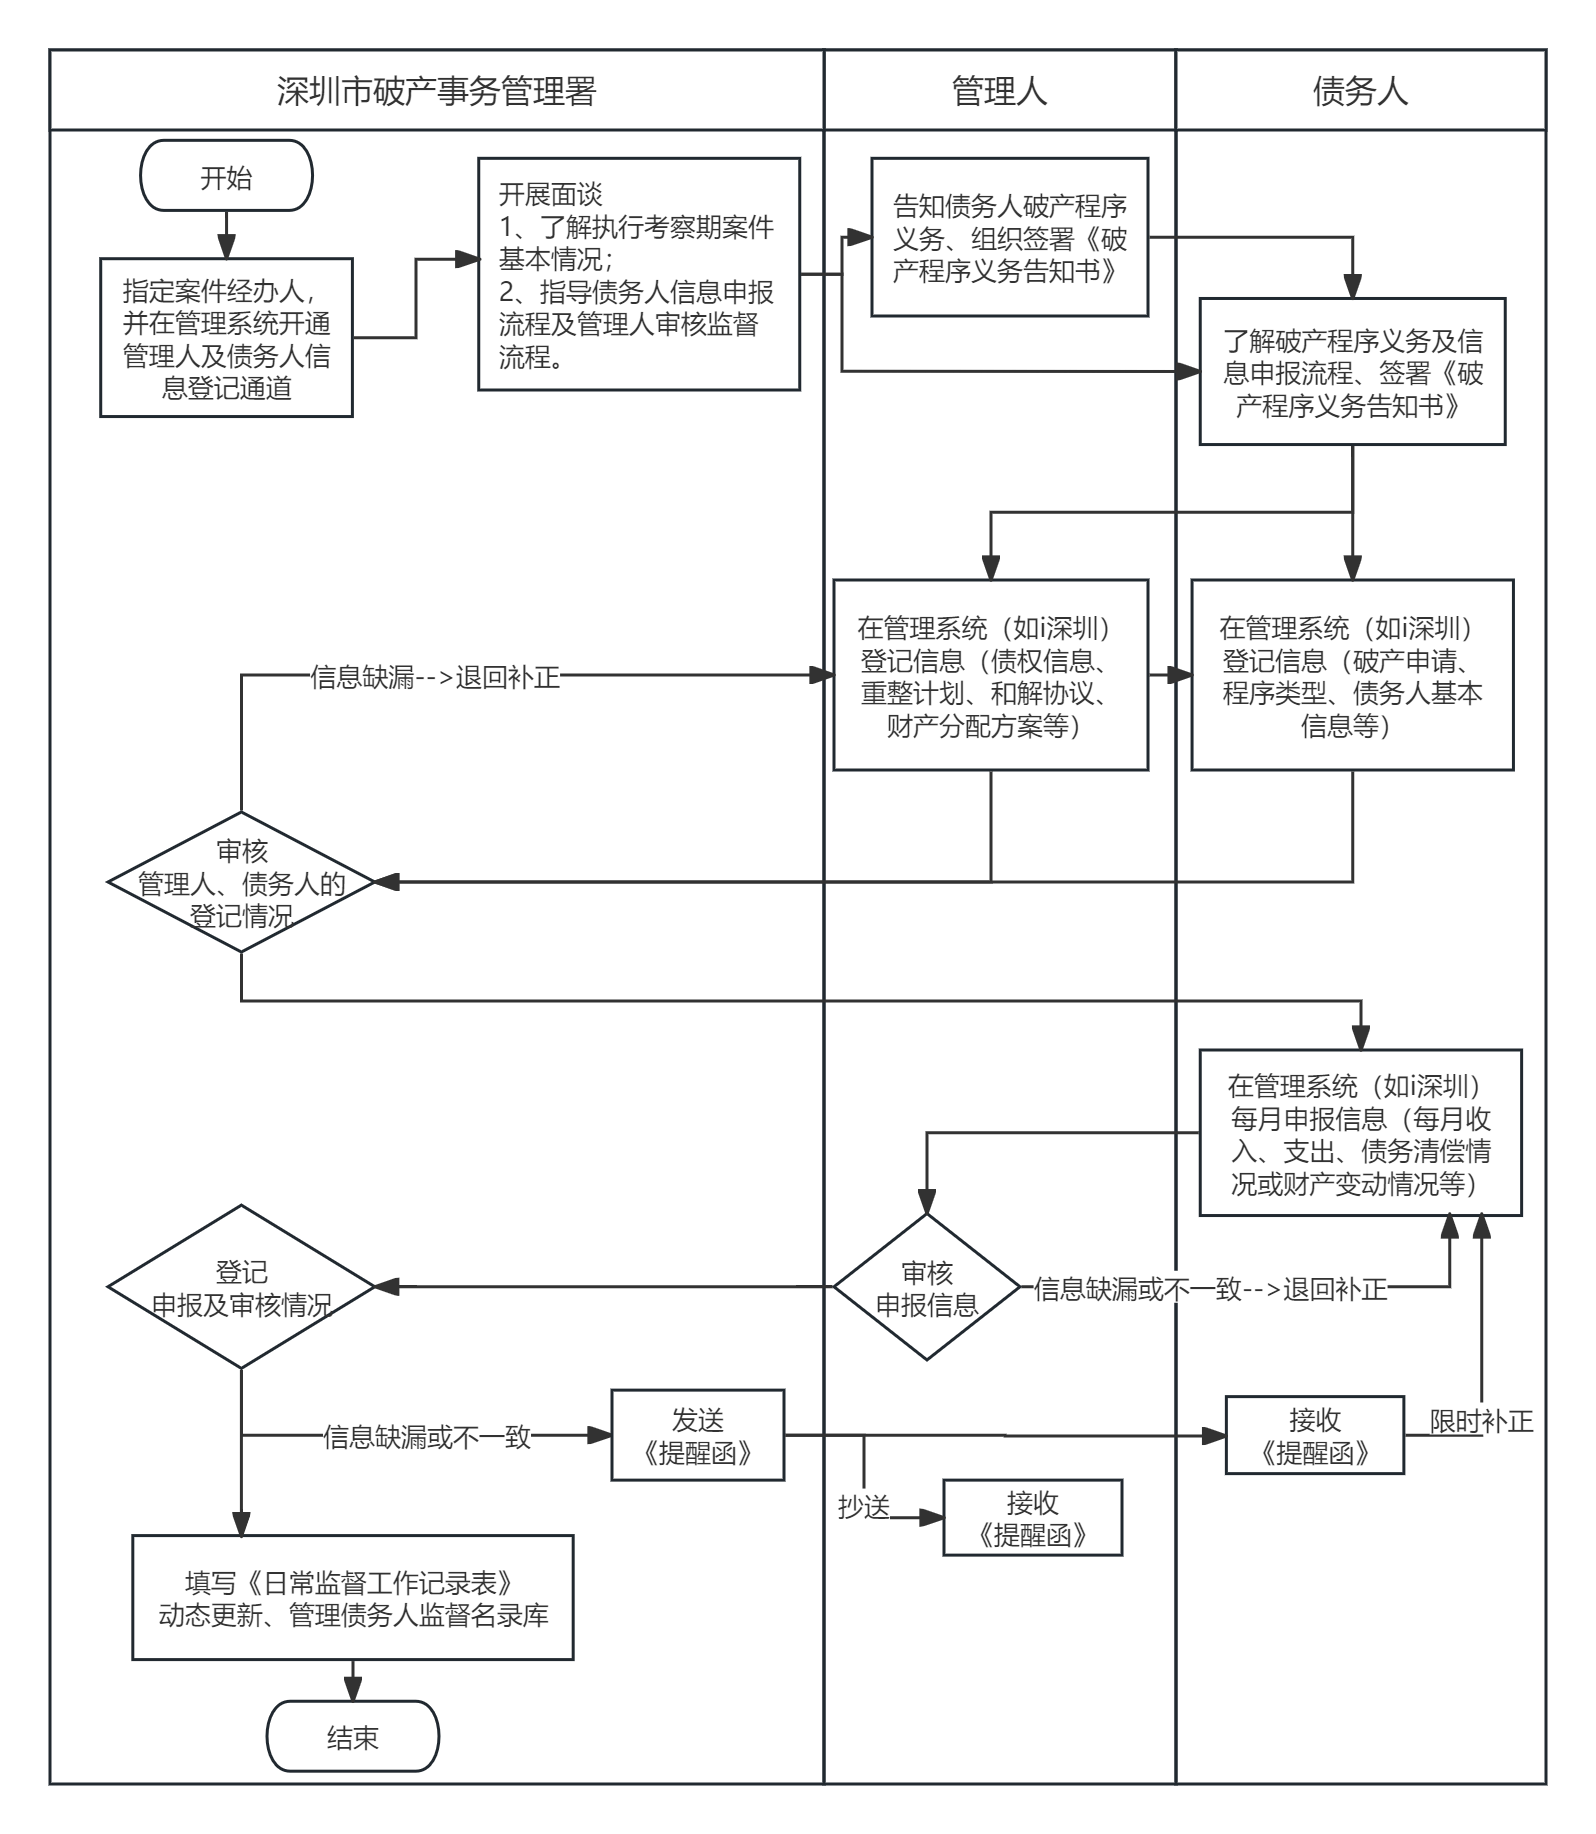 深圳市破产事务管理署
管理人
债务人
开始
指定案件经办人，
并在管理系统开通
管理人及债务人信
息登记通道
开展面谈
1、了解执行考察期案件
基本情况；
2、指导债务人信息申报
流程及管理人审核监督
流程。
告知债务人破产程序
义务、组织签署《破
产程序义务告知书》
了解破产程序义务及信
息申报流程、签署《破
产程序义务告知书》
在管理系统（如i深圳）
登记信息（债权信息、
重整计划、和解协议、
财产分配方案等）
在管理系统（如i深圳）
登记信息（破产申请、
程序类型、债务人基本
信息等）
信息缺漏-->退回补正
审核
管理人、债务人的
登记情况
在管理系统（如i深圳）
每月申报信息（每月收
入、支出、债务清偿情
况或财产变动情况等）
审核
申报信息
信息缺漏或不一致-->退回补正
登记
申报及审核情况
信息缺漏或不一致
发送
《提醒函》
抄送
接收
《提醒函》
接收
《提醒函》
限时补正
填写《日常监督工作记录表》
动态更新、管理债务人监督名录库
结束